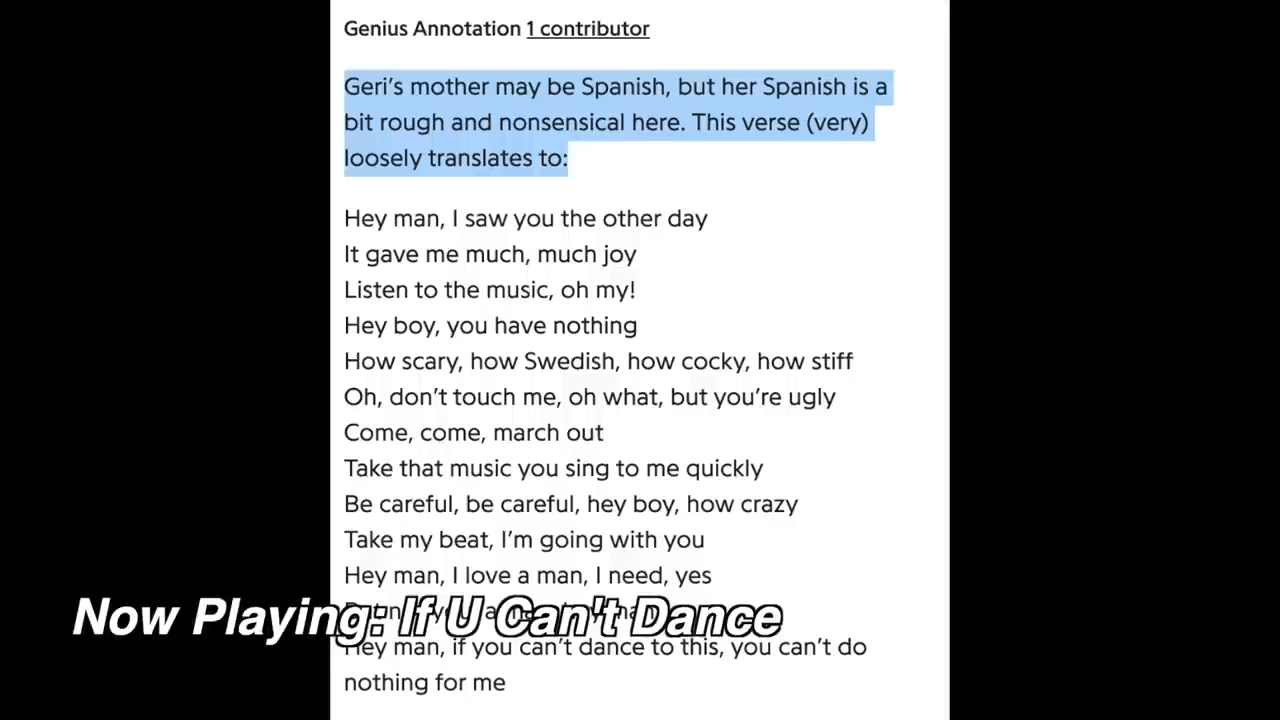 Genius Annotation 1 contributor
Geri's mother may be Spanish, but her Spanish is a
bit rough and nonsensical here. This verse (very)
loosely translates to:
Hey man, I saw you the other day
It gave me much, much joy
Listen to the music, oh my!
Hey boy, you have nothing
How scary, how Swedish, how cocky, how stiff
Oh, don't touch me, oh what, but you're ugly
Come, come, march out
Take that music you sing to me quickly
Be careful, be careful, hey boy, how crazy
Take my beat, I'm going with you
Hey man, I love a man, I need, yes
Now Playing: If U Can't Dance
Hey man, if you can't dance to this, you can't do
nothing for me